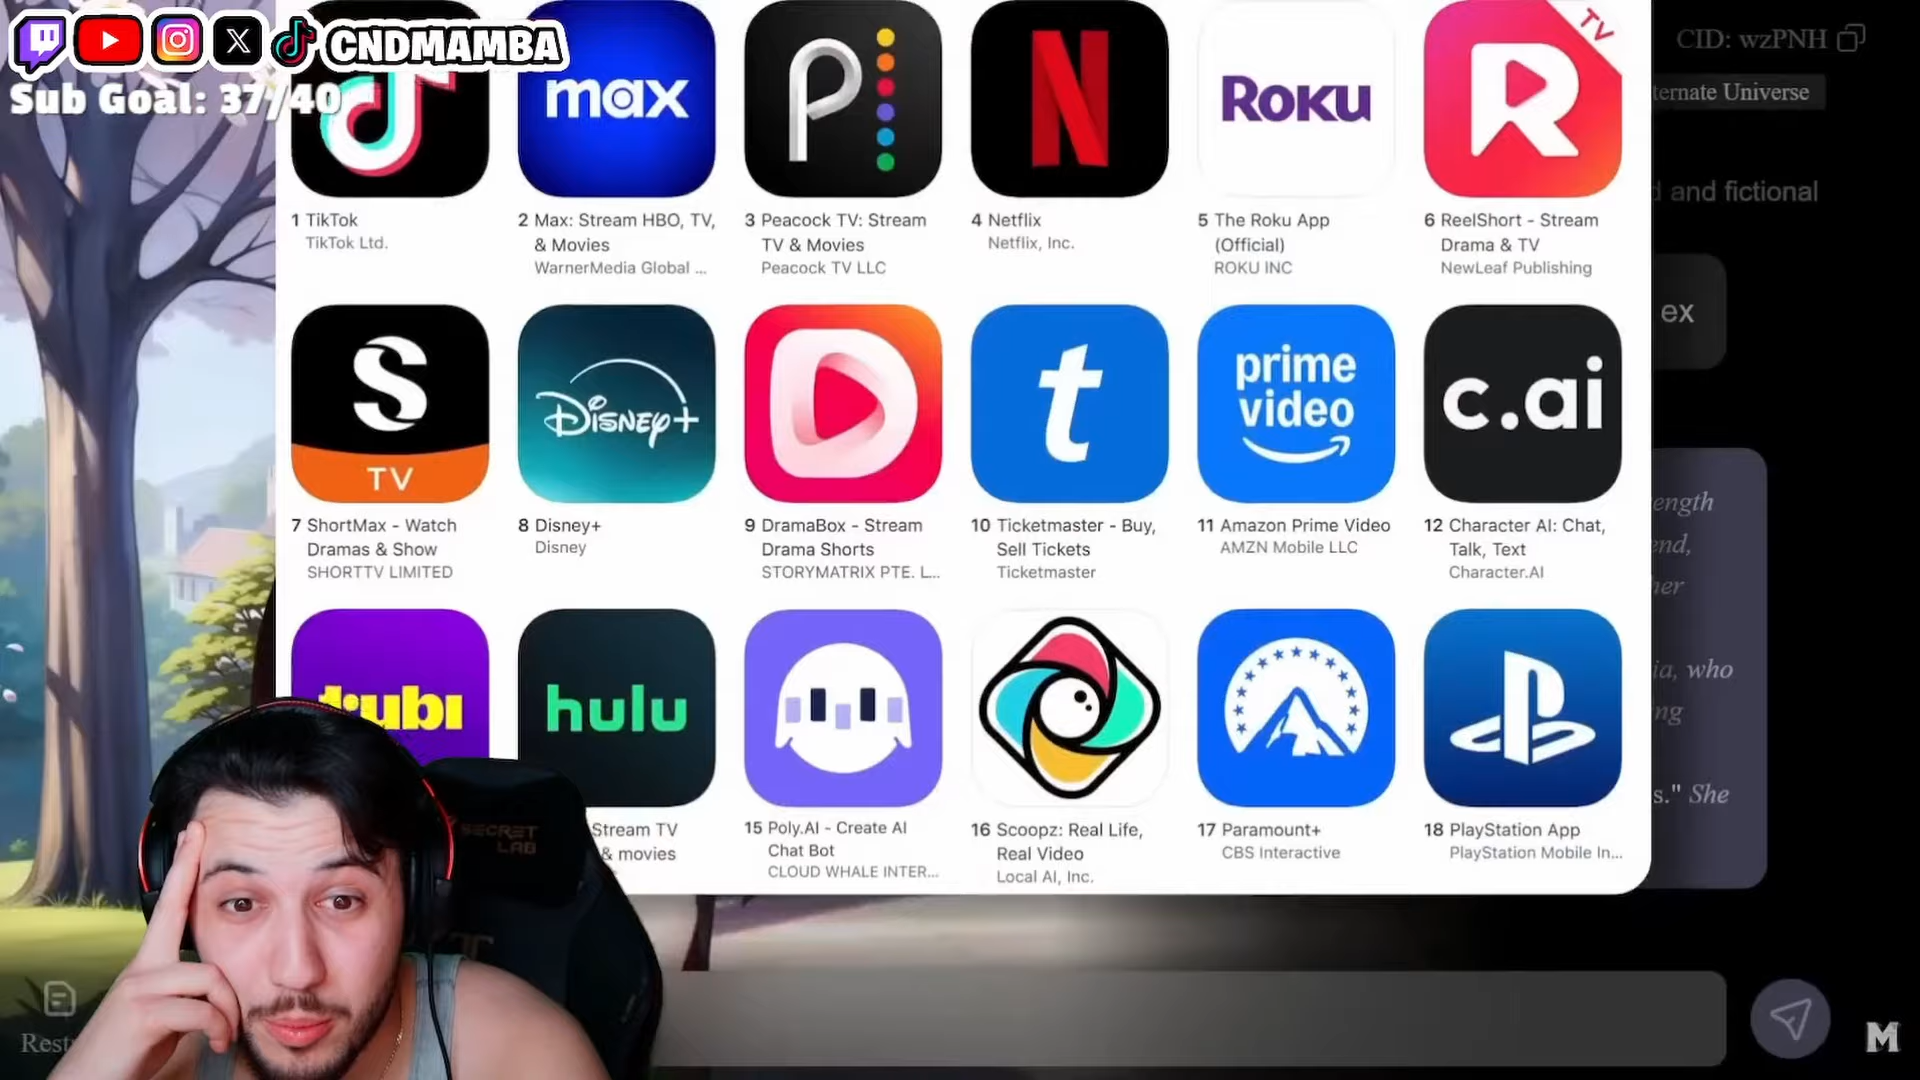 CNDMAMBA
Sub Goal: 37/40
max
Roku
TV
CID: wzPNH
ternate Universe
d and fictional
1 TikTok
TikTok Ltd.
2 Max: Stream HBO, TV,
& Movies
WarnerMedia Global ...
3 Peacock TV: Stream
TV & Movies
Peacock TV LLC
4 Netflix
Netflix, Inc.
5 The Roku App
(Official)
ROKU INC
6 ReelShort - Stream
Drama & TV
NewLeaf Publishing
ex
S
TV
Disney+
t
prime
video
c.ai
7 ShortMax - Watch
Dramas & Show
SHORTTV LIMITED
8 Disney+
Disney
9 DramaBox - Stream
Drama Shorts
STORYMATRIX PTE. L...
10 Ticketmaster - Buy,
Sell Tickets
Ticketmaster
11 Amazon Prime Video
AMZN Mobile LLC
12 Character AI: Chat,
Talk, Text
Character.AI
ength
end,
her
ia, who
ng
s." She
tubi
hulu
Stream TV
& movies
15 Poly.AI - Create AI
Chat Bot
CLOUD WHALE INTER...
16 Scoopz: Real Life,
Real Video
Local AI, Inc.
17 Paramount+
CBS Interactive
18 PlayStation App
PlayStation Mobile In...
SECRET
LAB
Rest
M